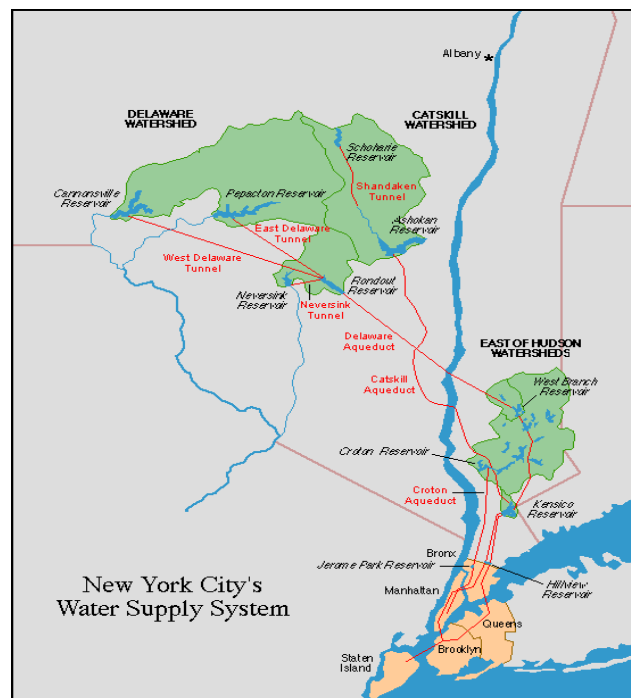 Albany
DELAWARE
WATERSHED
CATSKILL
WATERSHED
Schoharie
Reservoir
Shandaken
Tunnel
Cannonsville
Reservoir
Pepacton Reservoir
Ashokan
Reservoir
East Delaware
Tunnel
West Delaware
Tunnel
Neversink
Reservoir
Neversink
Tunnel
Rondout
Reservoir
Delaware
Aqueduct
EAST OF HUDSON
WATERSHEDS
Catskill
Aqueduct
West Branch
Reservoir
Croton Reservoir
Croton
Aqueduct
Kensico
Reservoir
Bronx
Jerome Park Reservoir
Hillview
Reservoir
Manhattan
New York City's
Water Supply System
Queens
Brooklyn
Staten
Island